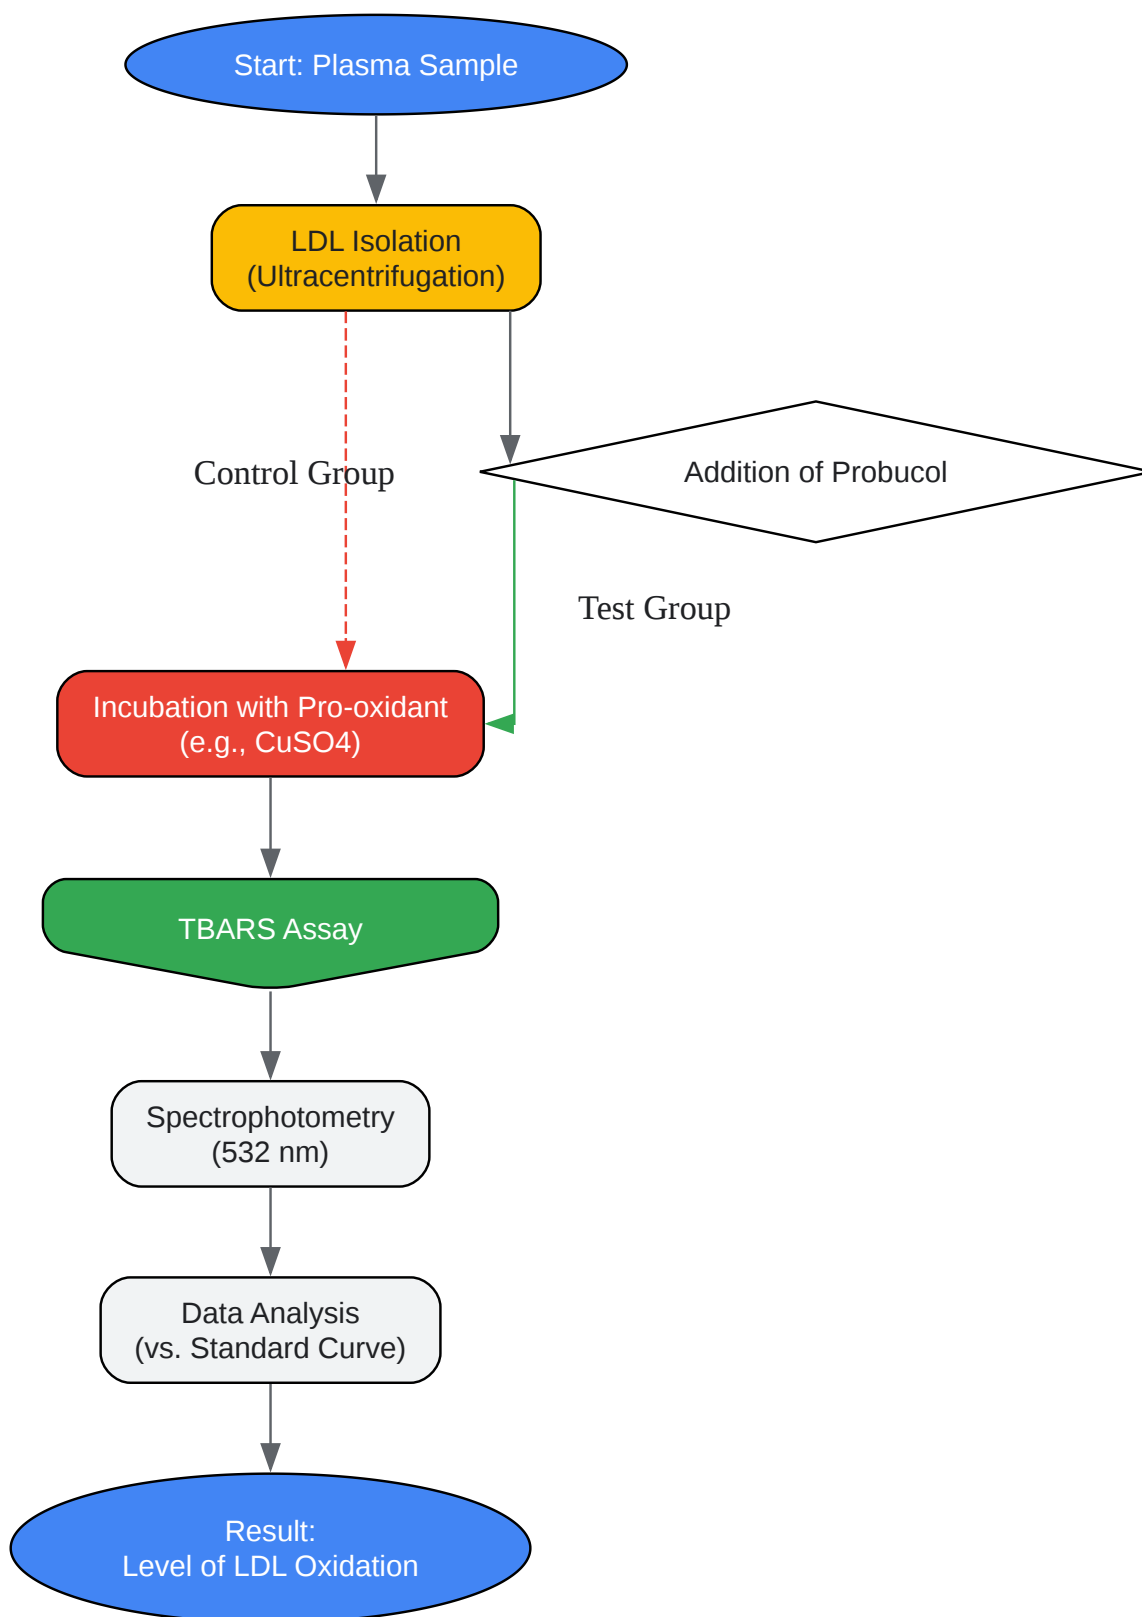 Start: Plasma Sample
LDL Isolation
(Ultracentrifugation)
Control Group
Addition of Probucol
Test Group
Incubation with Pro-oxidant
(e.g., CuSO4)
TBARS Assay
Spectrophotometry
(532 nm)
Data Analysis
(vs. Standard Curve)
Result:
Level of LDL Oxidation